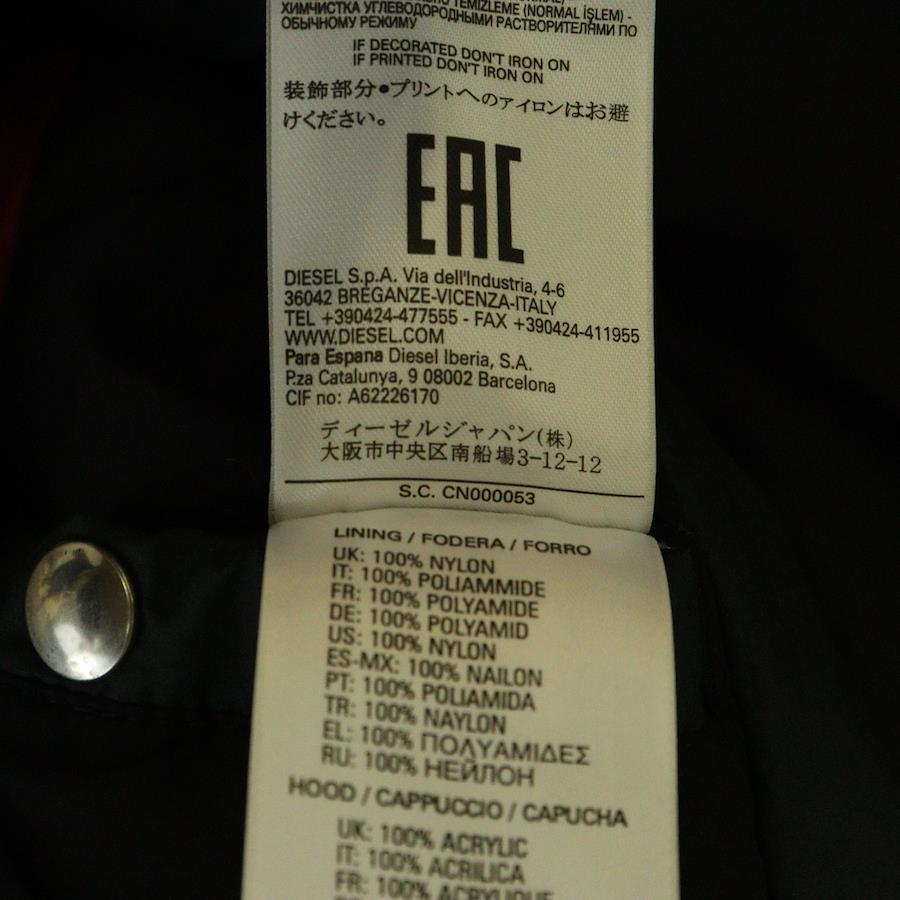 TEMIZLEME (NORMAL İŞLEM) -
ХИМЧИСТКА УГЛЕВОДОРОДНЫМИ РАСТВОРИТЕЛЯМИ ПО
ОБЫЧНОМУ РЕЖИМУ
IF DECORATED DON'T IRON ON
IF PRINTED DON'T IRON ON
装飾部分•プリントへのアイロンはお避
けください。
EAC
DIESEL S.p.A. Via dell'Industria, 4-6
36042 BREGANZE-VICENZA-ITALY
TEL +390424-477555 - FAX +390424-411955
WWW.DIESEL.COM
Para Espana Diesel Iberia, S.A.
P.za Catalunya, 9 08002 Barcelona
CIF no: A62226170
ディーゼルジャパン(株)
大阪市中央区南船場3-12-12
S.C. CN000053
LINING / FODERA / FORRO
UK: 100% NYLON
IT: 100% POLIAMMIDE
FR: 100% POLYAMIDE
DE: 100% POLYAMID
US: 100% NYLON
ES-MX: 100% NAILON
PT: 100% POLIAMIDA
TR: 100% NAYLON
EL: 100% ΠΟΛΥΑΜΙΔΕΣ
RU: 100% НЕЙЛОН
HOOD / CAPPUCCIO / CAPUCHA
UK: 100% ACRYLIC
IT: 100% ACRILICA
FR: 100% ACRYLIQUE